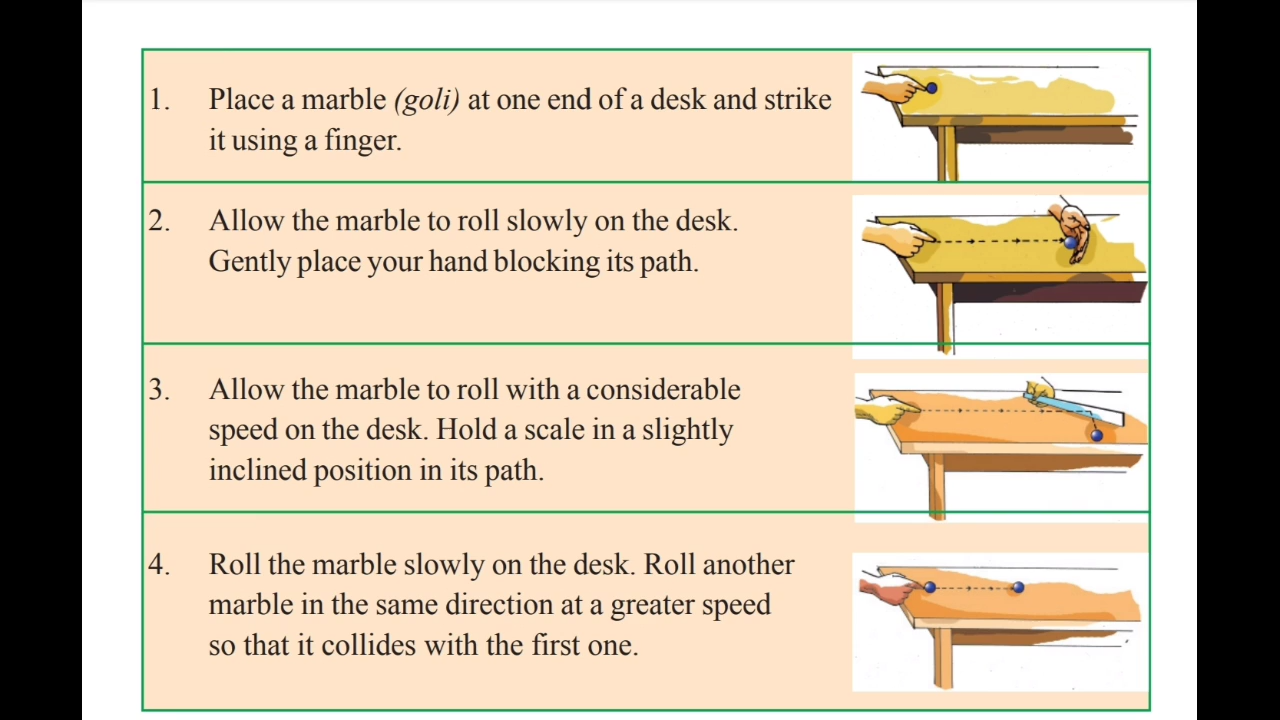 1. Place a marble (goli) at one end of a desk and strike
it using a finger.
2. Allow the marble to roll slowly on the desk.
Gently place your hand blocking its path.
3. Allow the marble to roll with a considerable
speed on the desk. Hold a scale in a slightly
inclined position in its path.
4. Roll the marble slowly on the desk. Roll another
marble in the same direction at a greater speed
so that it collides with the first one.